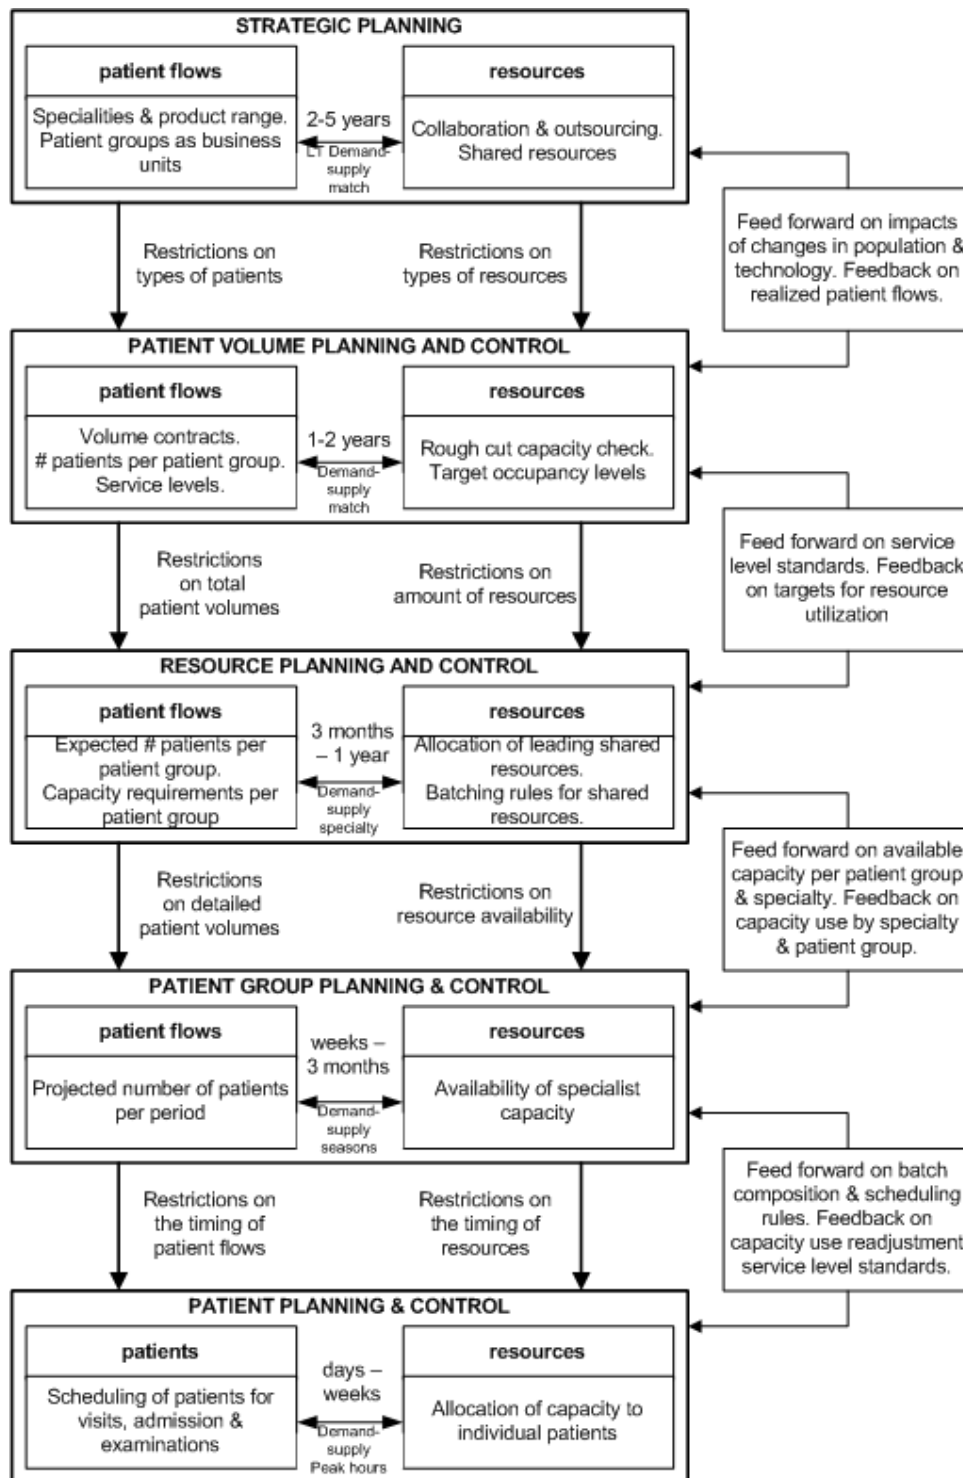 STRATEGIC PLANNING
patient flows
Specialities & product range.
Patient groups as business
units
2-5 years
LT Demand-
supply
match
resources
Collaboration & outsourcing.
Shared resources
Restrictions on
types of patients
Restrictions on
types of resources
Feed forward on impacts
of changes in population &
technology. Feedback on
realized patient flows.
PATIENT VOLUME PLANNING AND CONTROL
patient flows
Volume contracts.
# patients per patient group.
Service levels.
1-2 years
Demand-
supply
match
resources
Rough cut capacity check.
Target occupancy levels
Restrictions
on total
patient volumes
Restrictions on
amount of resources
Feed forward on service
level standards. Feedback
on targets for resource
utilization
RESOURCE PLANNING AND CONTROL
patient flows
Expected # patients per
patient group.
Capacity requirements per
patient group
3 months
– 1 year
Demand-
supply
specialty
resources
Allocation of leading shared
resources.
Batching rules for shared
resources.
Restrictions
on detailed
patient volumes
Restrictions on
resource availability
Feed forward on available
capacity per patient group
& specialty. Feedback on
capacity use by specialty
& patient group.
PATIENT GROUP PLANNING & CONTROL
patient flows
Projected number of patients
per period
weeks –
3 months
Demand-
supply
seasons
resources
Availability of specialist
capacity
Restrictions on
the timing of
patient flows
Restrictions on
the timing of
resources
Feed forward on batch
composition & scheduling
rules. Feedback on
capacity use readjustment
service level standards.
PATIENT PLANNING & CONTROL
patients
Scheduling of patients for
visits, admission &
examinations
days –
weeks
Demand-
supply
Peak hours
resources
Allocation of capacity to
individual patients